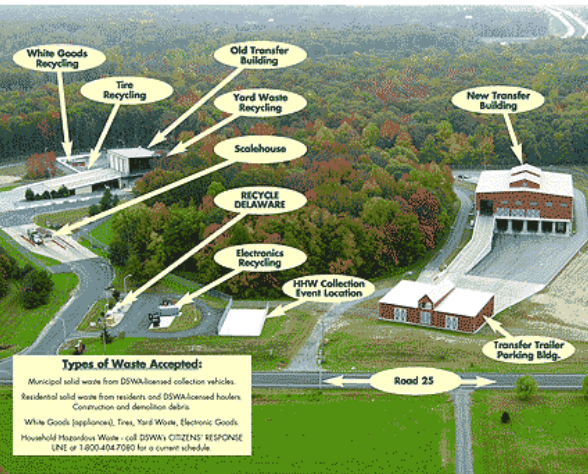 White Goods
Recycling
Old Transfer
Building
Tire
Recycling
Yard Waste
Recycling
New Transfer
Building
Scalehouse
RECYCLE
DELAWARE
Electronics
Recycling
HHW Collection
Event Location
Transfer Trailer
Parking Bldg.
Road 25
Types of Waste Accepted:
Municipal solid waste from DSWA-licensed collection vehicles.
Residential solid waste from residents and DSWA-licensed haulers.
Construction and demolition debris.
White Goods (appliances), Tires, Yard Waste, Electronic Goods.
Household Hazardous Waste - call DSWA's CITIZENS' RESPONSE
LINE at 1-800-404-7080 for a current schedule.